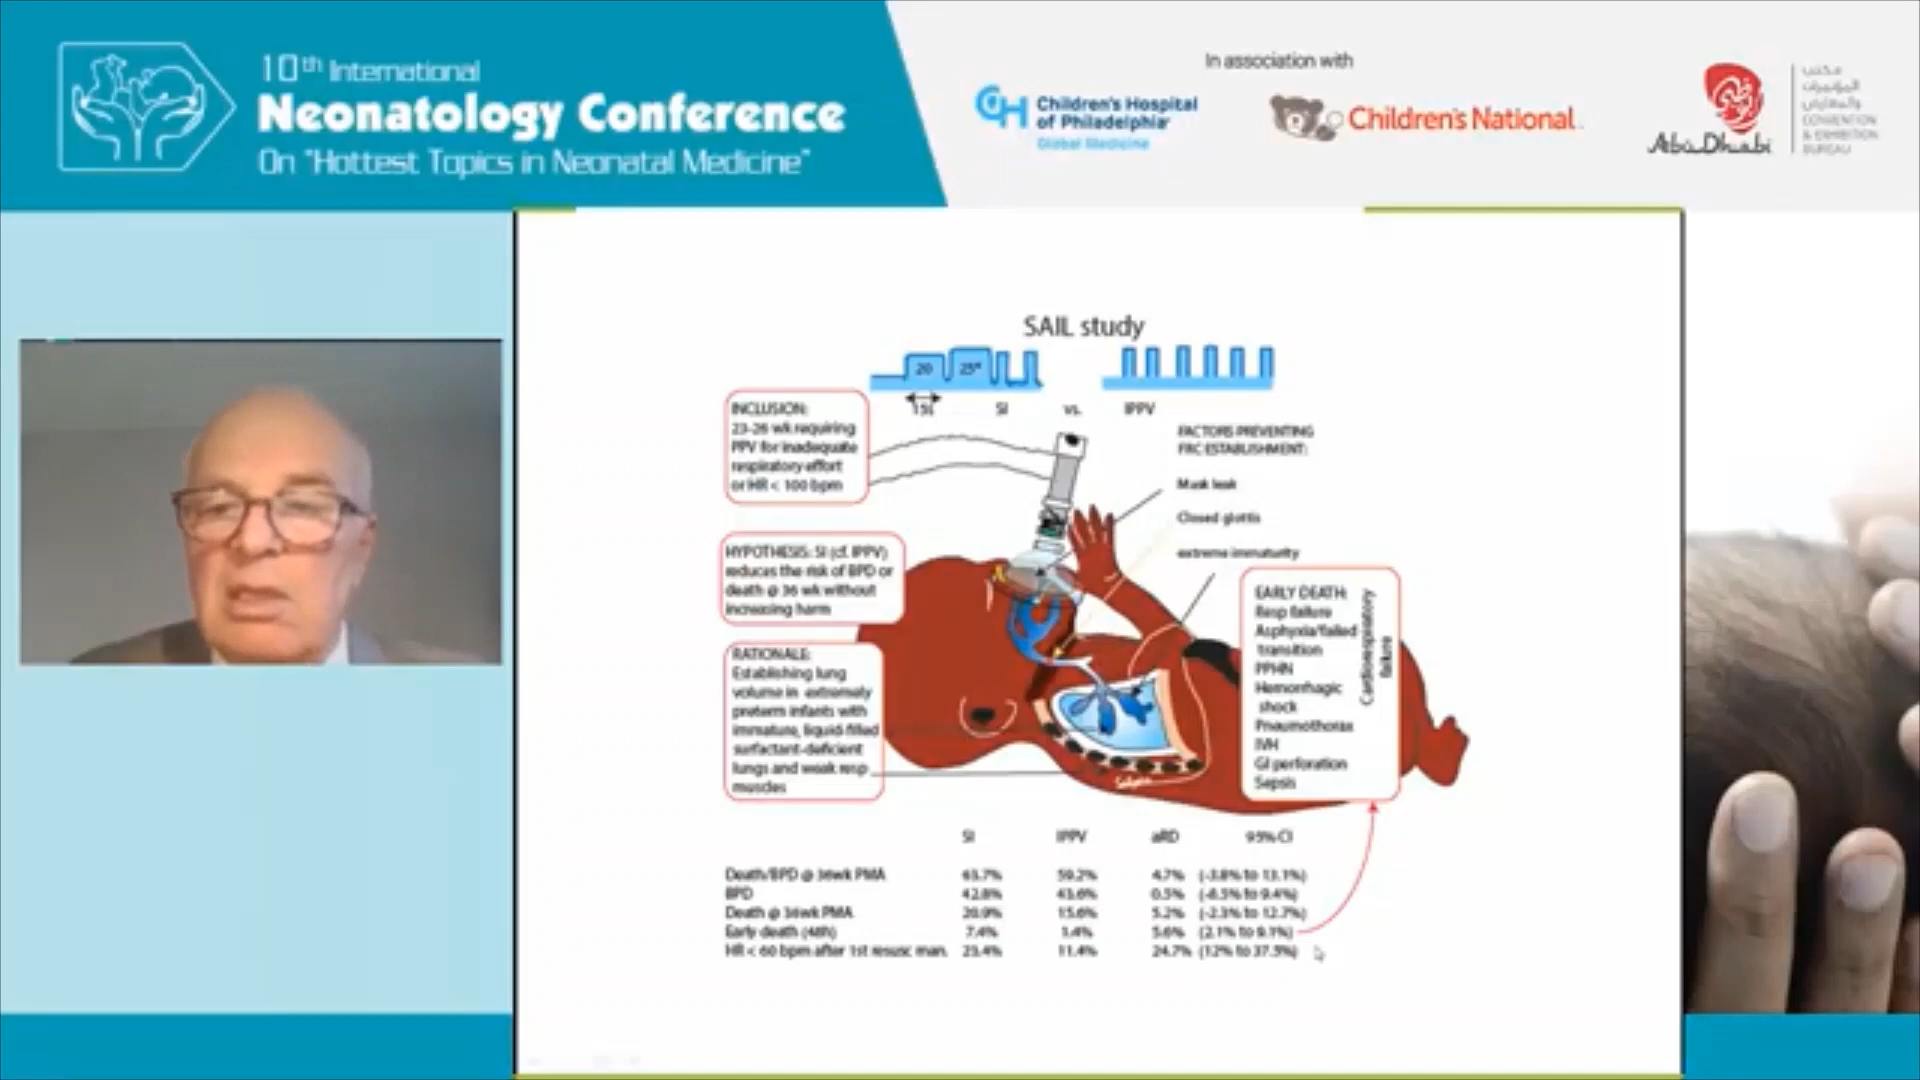 10th International
Neonatology Conference
On "Hottest Topics in Neonatal Medicine"
In association with
CH Children's Hospital
of Philadelphia
Global Medicine
Children's National
Abu Dhabi
مكتب
المؤتمرات
والمعارض
CONVENTION
& EXHIBITION
BUREAU
SAIL study
20
25"
15s
SI
vs.
IPPV
INCLUSION:
23-26 wk requiring
PPV for inadequate
respiratory effort
or HR < 100 bpm
FACTORS PREVENTING
FRC ESTABLISHMENT:
Mask leak
Closed glottis
extreme immaturity
HYPOTHESIS: SI (cf. IPPV)
reduces the risk of BPD or
death @ 36 wk without
increasing harm
RATIONALE:
Establishing lung
volume in extremely
preterm infants with
immature, liquid-filled
surfactant-deficient
lungs and weak resp
muscles
EARLY DEATH:
Resp failure
Asphyxia/failed
transition
PPHN
Hemorrhagic
shock
Pneumothorax
IVH
GI perforation
Sepsis
Cardiorespiratory
failure
SI IPPV aRD 95% CI
Death/BPD @ 36wk PMA 63.7% 59.2% 4.7% (-3.8% to 13.1%)
BPD 42.8% 43.6% 0.5% (-8.5% to 9.4%)
Death @ 36wk PMA 20.9% 15.6% 5.2% (-2.3% to 12.7%)
Early death (48h) 7.4% 1.4% 5.6% (2.1% to 9.1%)
HR < 60 bpm after 1st resusc man. 23.4% 11.4% 24.7% (12% to 37.5%)